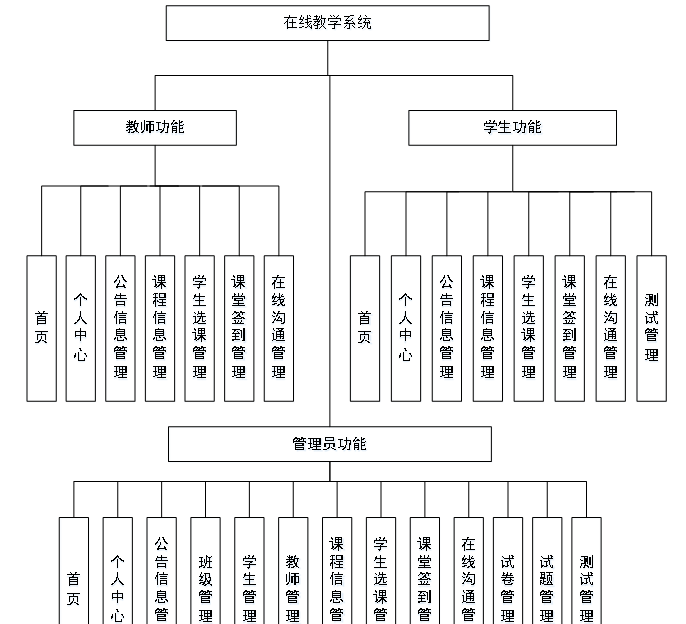 在线教学系统
教师功能
学生功能
首页
个人中心
公告信息管理
课程信息管理
学生选课管理
课堂签到管理
在线沟通管理
首页
个人中心
公告信息管理
课程信息管理
学生选课管理
课堂签到管理
在线沟通管理
测试管理
管理员功能
首页
个人中心
公告信息管
班级管理
学生管理
教师管理
课程信息管
学生选课管
课堂签到管
在线沟通管
试卷管理
试题管理
测试管理